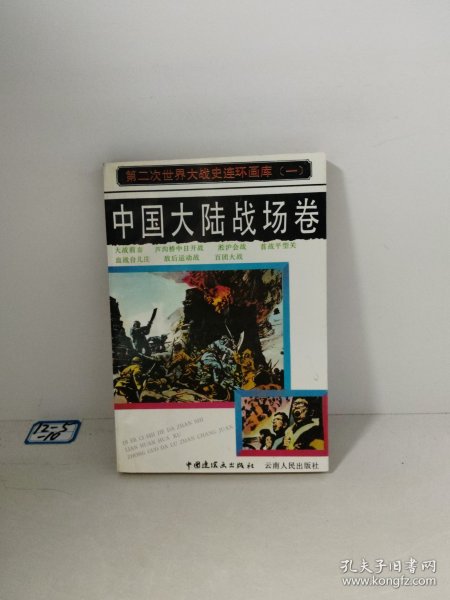 第二次世界大战史连环画库（一）
中国大陆战场卷
大战前奏 芦沟桥中日开战 淞沪会战 首战平型关
血战台儿庄 敌后运动战 百团大战
DI ER CI SHI JIE DA ZHAN SHI
LIAN HUAN HUA KU
ZHONG GUO DA LU ZHAN CHANG JUAN
中国连环画出版社 云南人民出版社
12-5
-10
孔夫子旧书网
www.kongfz.com